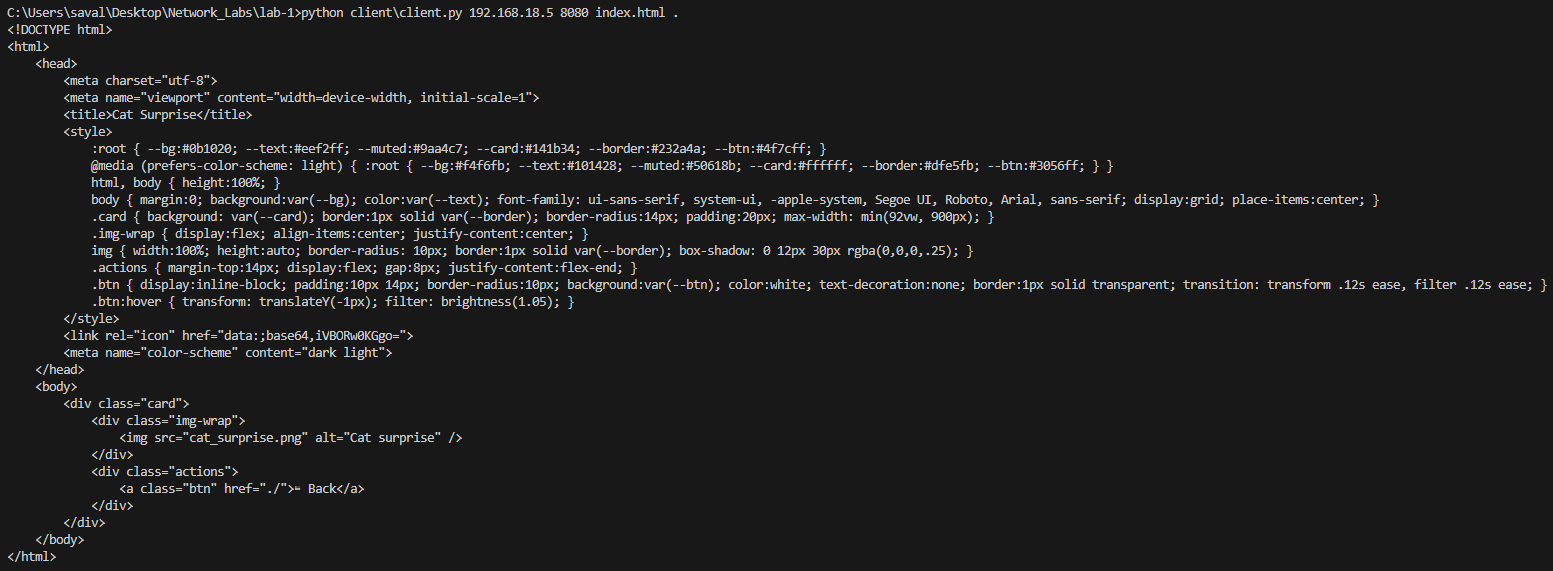 C:\Users\saval\Desktop\Network_Labs\lab-1>python client\client.py 192.168.18.5 8080 index.html .
<!DOCTYPE html>
<html>
    <head>
        <meta charset="utf-8">
        <meta name="viewport" content="width=device-width, initial-scale=1">
        <title>Cat Surprise</title>
        <style>
            :root { --bg:#0b1020; --text:#eef2ff; --muted:#9aa4c7; --card:#141b34; --border:#232a4a; --btn:#4f7cff; }
            @media (prefers-color-scheme: light) { :root { --bg:#f4f6fb; --text:#101428; --muted:#50618b; --card:#ffffff; --border:#dfe5fb; --btn:#3056ff; } }
            html, body { height:100%; }
            body { margin:0; background:var(--bg); color:var(--text); font-family: ui-sans-serif, system-ui, -apple-system, Segoe UI, Roboto, Arial, sans-serif; display:grid; place-items:center; }
            .card { background: var(--card); border:1px solid var(--border); border-radius:14px; padding:20px; max-width: min(92vw, 900px); }
            .img-wrap { display:flex; align-items:center; justify-content:center; }
            img { width:100%; height:auto; border-radius: 10px; border:1px solid var(--border); box-shadow: 0 12px 30px rgba(0,0,0,.25); }
            .actions { margin-top:14px; display:flex; gap:8px; justify-content:flex-end; }
            .btn { display:inline-block; padding:10px 14px; border-radius:10px; background:var(--btn); color:white; text-decoration:none; border:1px solid transparent; transition: transform .12s ease, filter .12s ease; }
            .btn:hover { transform: translateY(-1px); filter: brightness(1.05); }
        </style>
        <link rel="icon" href="data:;base64,iVBORw0KGgo=">
        <meta name="color-scheme" content="dark light">
    </head>
    <body>
        <div class="card">
            <div class="img-wrap">
                <img src="cat_surprise.png" alt="Cat surprise" />
            </div>
            <div class="actions">
                <a class="btn" href="./"> Back</a>
            </div>
        </div>
    </body>
</html>